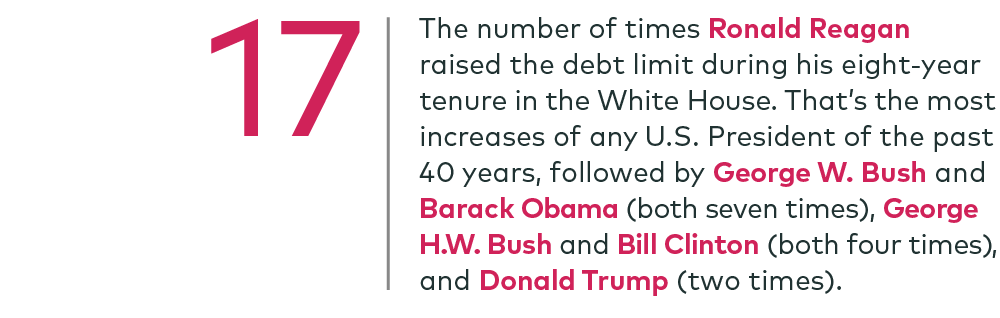 17
The number of times Ronald Reagan
raised the debt limit during his eight-year
tenure in the White House. That’s the most
increases of any U.S. President of the past
40 years, followed by George W. Bush and
Barack Obama (both seven times), George
H.W. Bush and Bill Clinton (both four times),
and Donald Trump (two times).